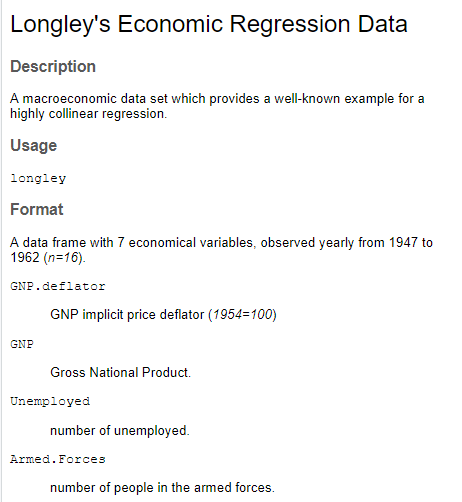 Longley's Economic Regression Data
Description
A macroeconomic data set which provides a well-known example for a
highly collinear regression.
Usage
longley
Format
A data frame with 7 economical variables, observed yearly from 1947 to
1962 (n=16).
GNP.deflator
GNP implicit price deflator (1954=100)
GNP
Gross National Product.
Unemployed
number of unemployed.
Armed.Forces
number of people in the armed forces.